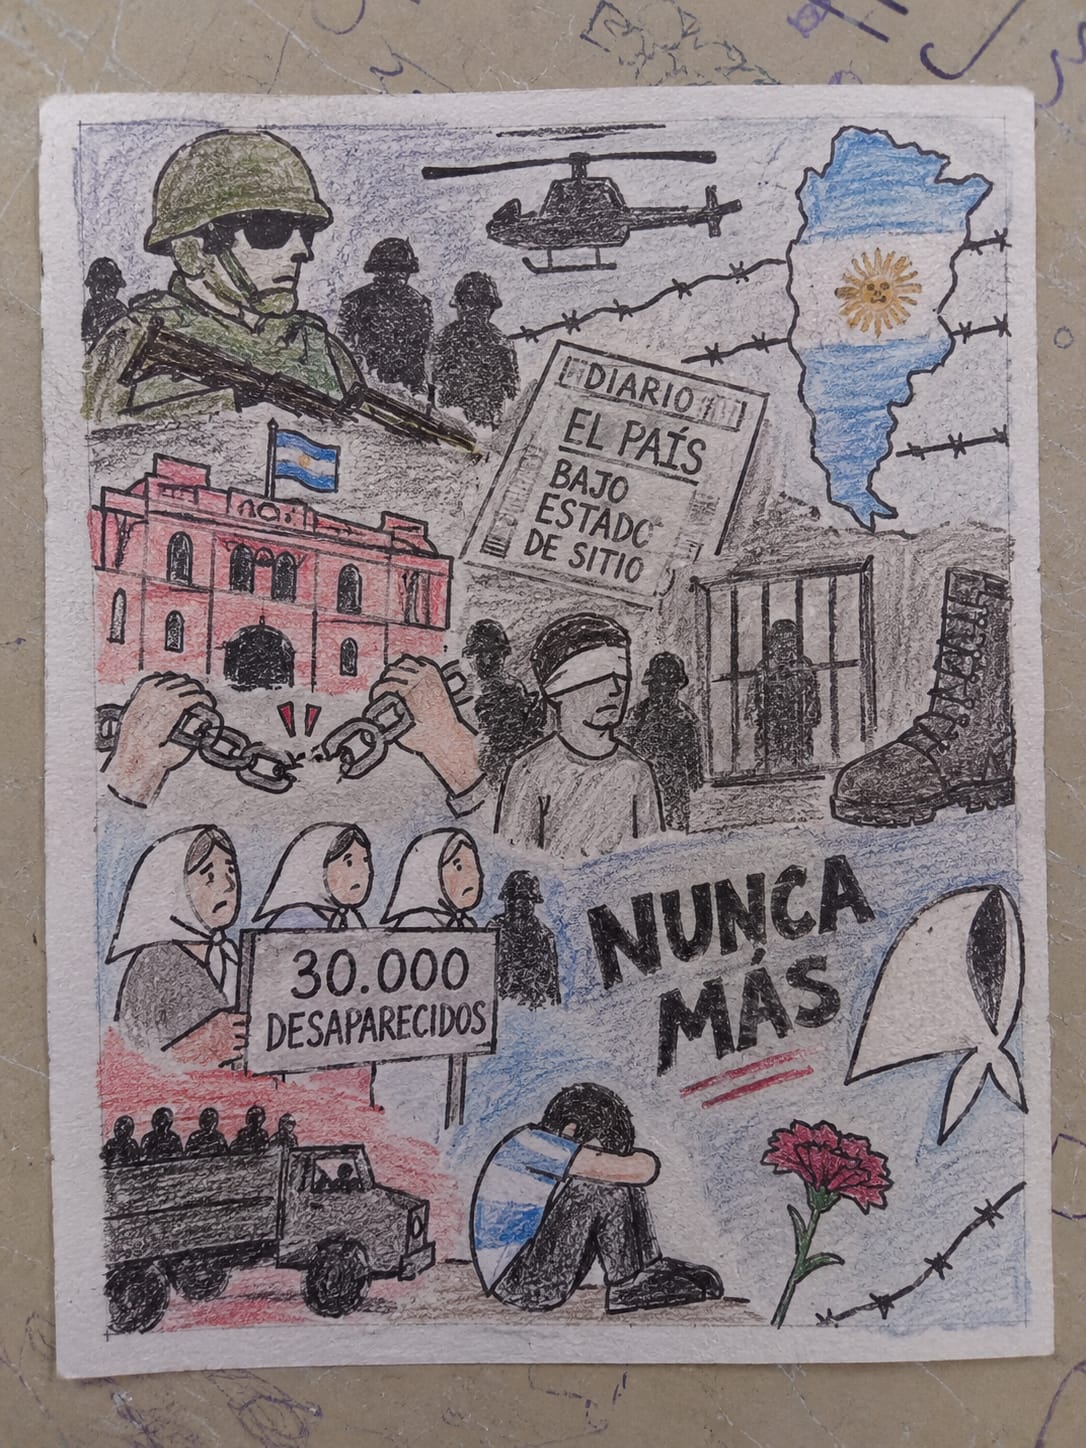 DIARIO
EL PAÍS
BAJO
ESTADO
DE SITIO
30.000
DESAPARECIDOS
NUNCA
MÁS